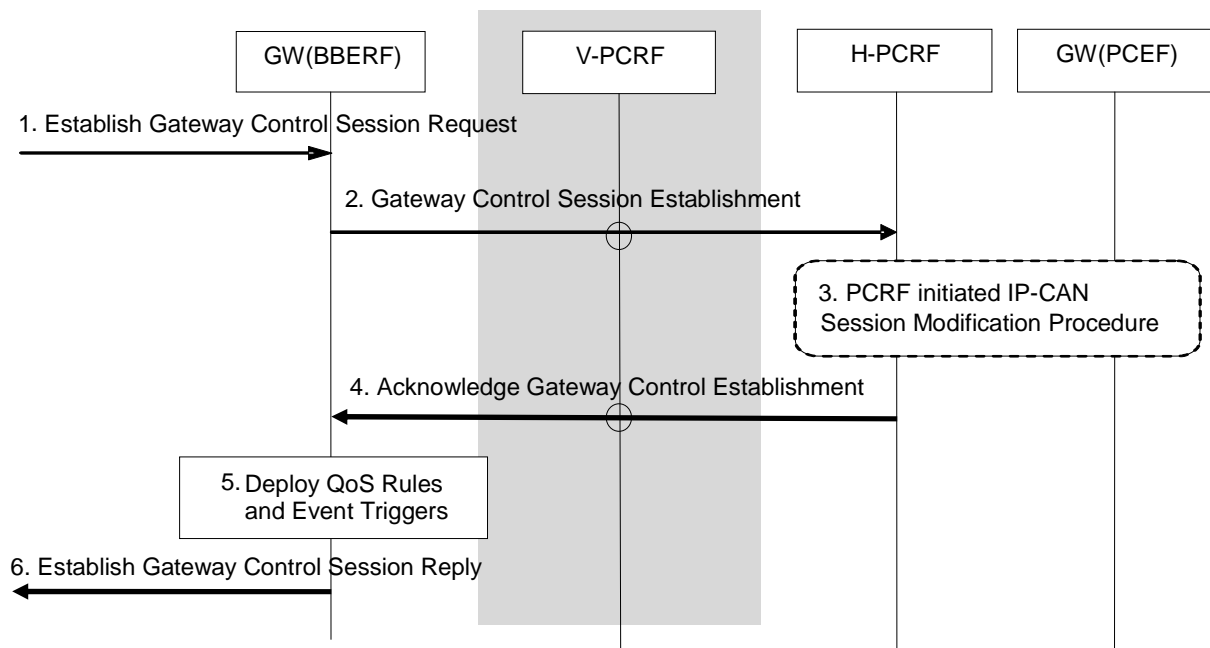 GW(BBERF)
V-PCRF
H-PCRF
GW(PCEF)
1. Establish Gateway Control Session Request
2. Gateway Control Session Establishment
3. PCRF initiated IP-CAN
Session Modification Procedure
4. Acknowledge Gateway Control Establishment
5. Deploy QoS Rules
and Event Triggers
6. Establish Gateway Control Session Reply